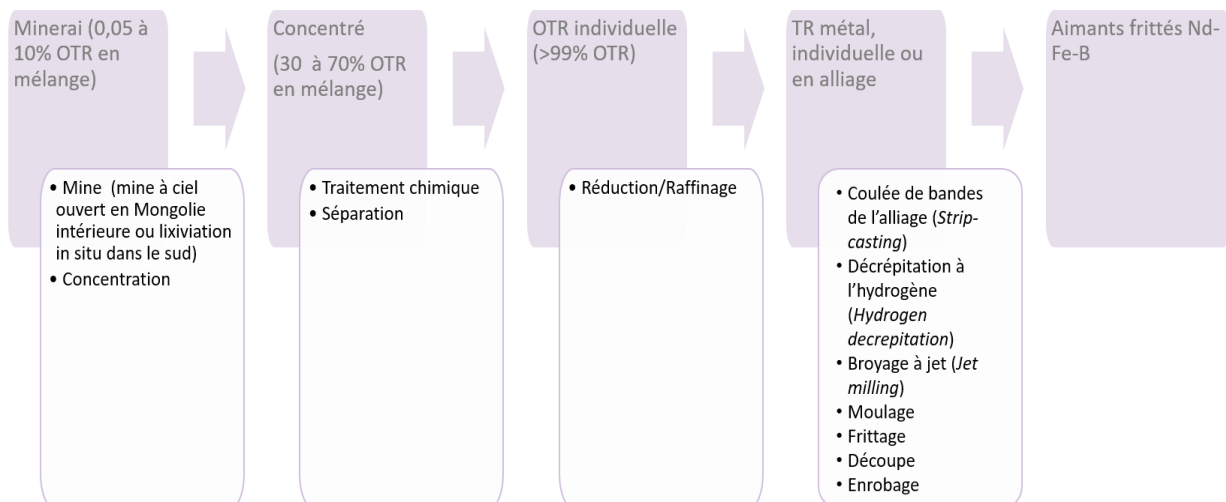 Minerai (0,05 à
10% OTR en
mélange)
• Mine (mine à ciel
ouvert en Mongolie
intérieure ou lixiviation
in situ dans le sud)
• Concentration
Concentré
(30 à 70% OTR
en mélange)
• Traitement chimique
• Séparation
OTR individuelle
(>99% OTR)
• Réduction/Raffinage
TR métal,
individuelle ou
en alliage
• Coulée de bandes
de l’alliage (Strip-
casting)
• Décrépitation à
l’hydrogène
(Hydrogen
decrepitation)
• Broyage à jet (Jet
milling)
• Moulage
• Frittage
• Découpe
• Enrobage
Aimants frittés Nd-
Fe-B